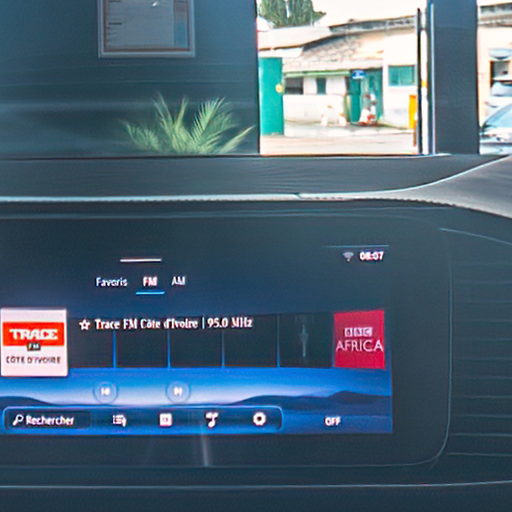 08:07
Favoris FM AM
TRACE
FM
CÔTE D'IVOIRE
☆ Trace FM Côte d'Ivoire | 95.0 MHz
BBC
AFRICA
Rechercher
OFF